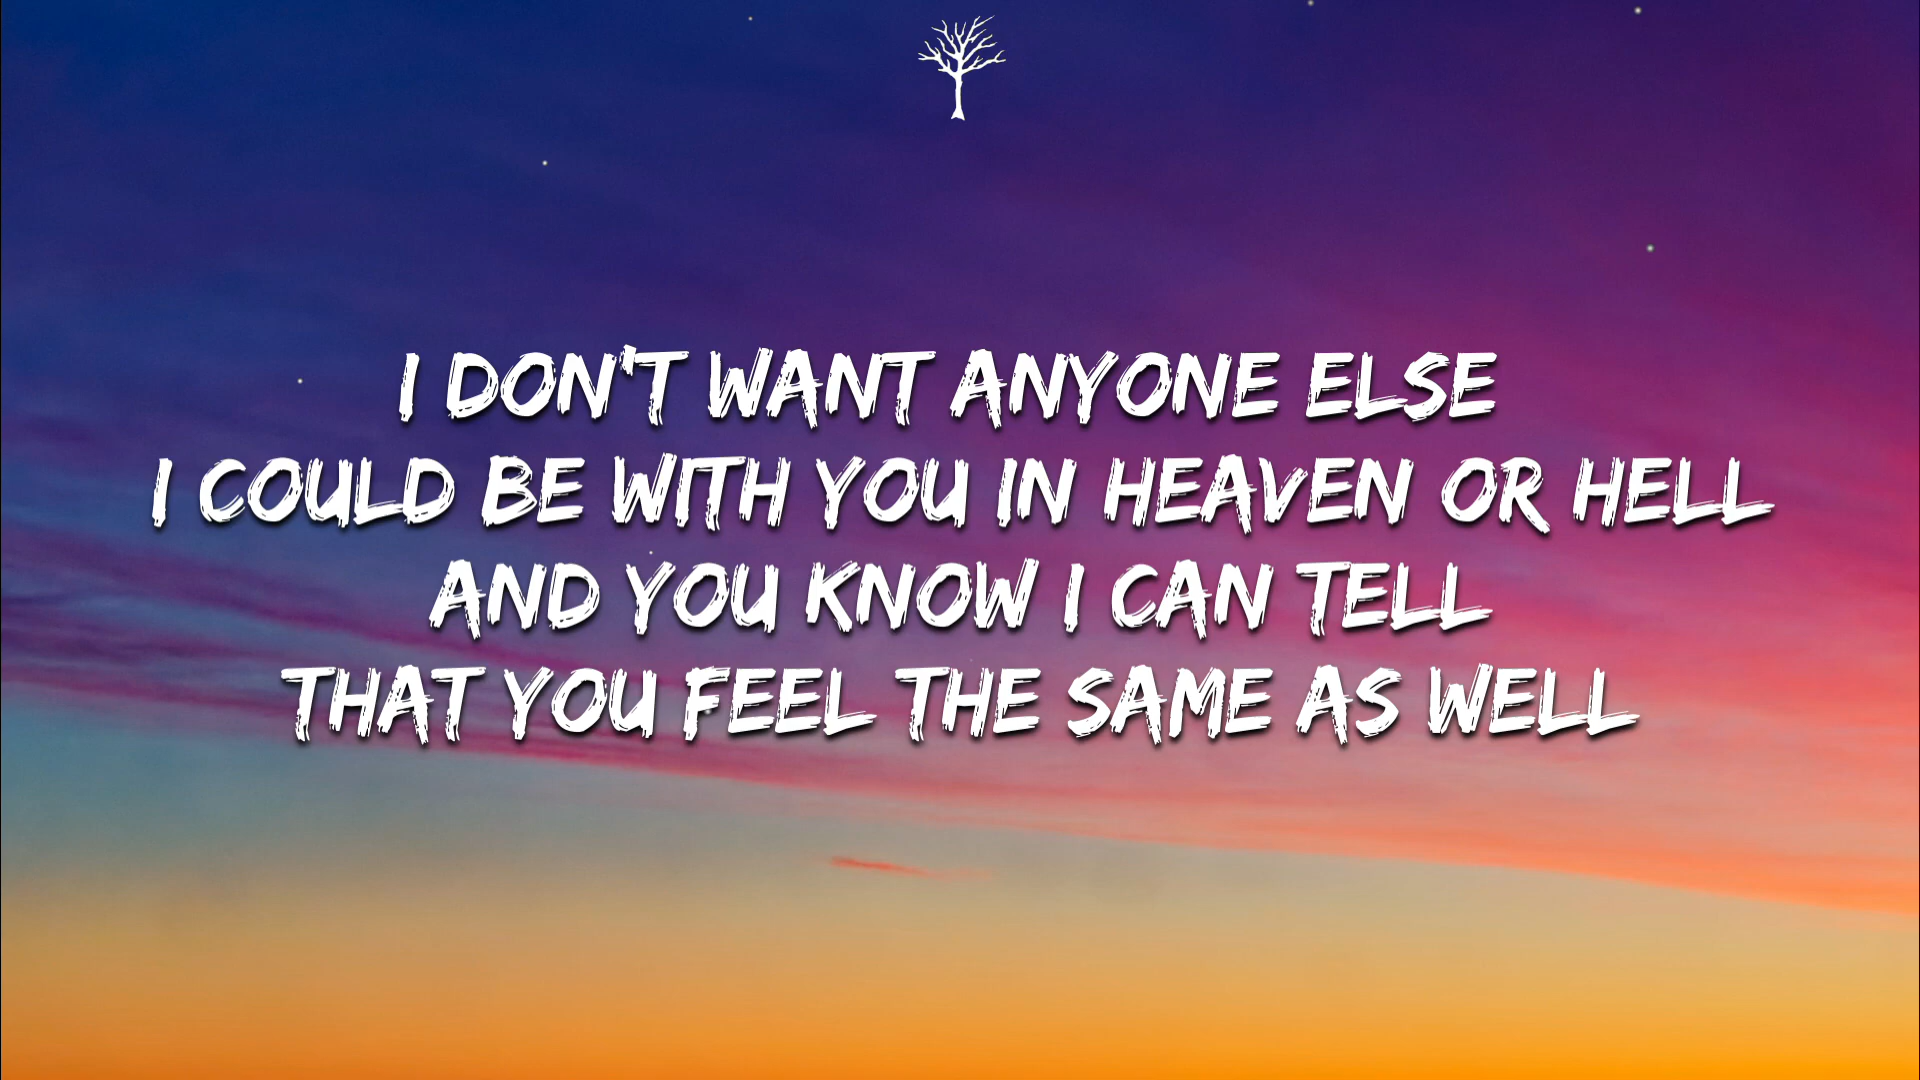 I DON'T WANT ANYONE ELSE
I COULD BE WITH YOU IN HEAVEN OR HELL
AND YOU KNOW I CAN TELL
THAT YOU FEEL THE SAME AS WELL